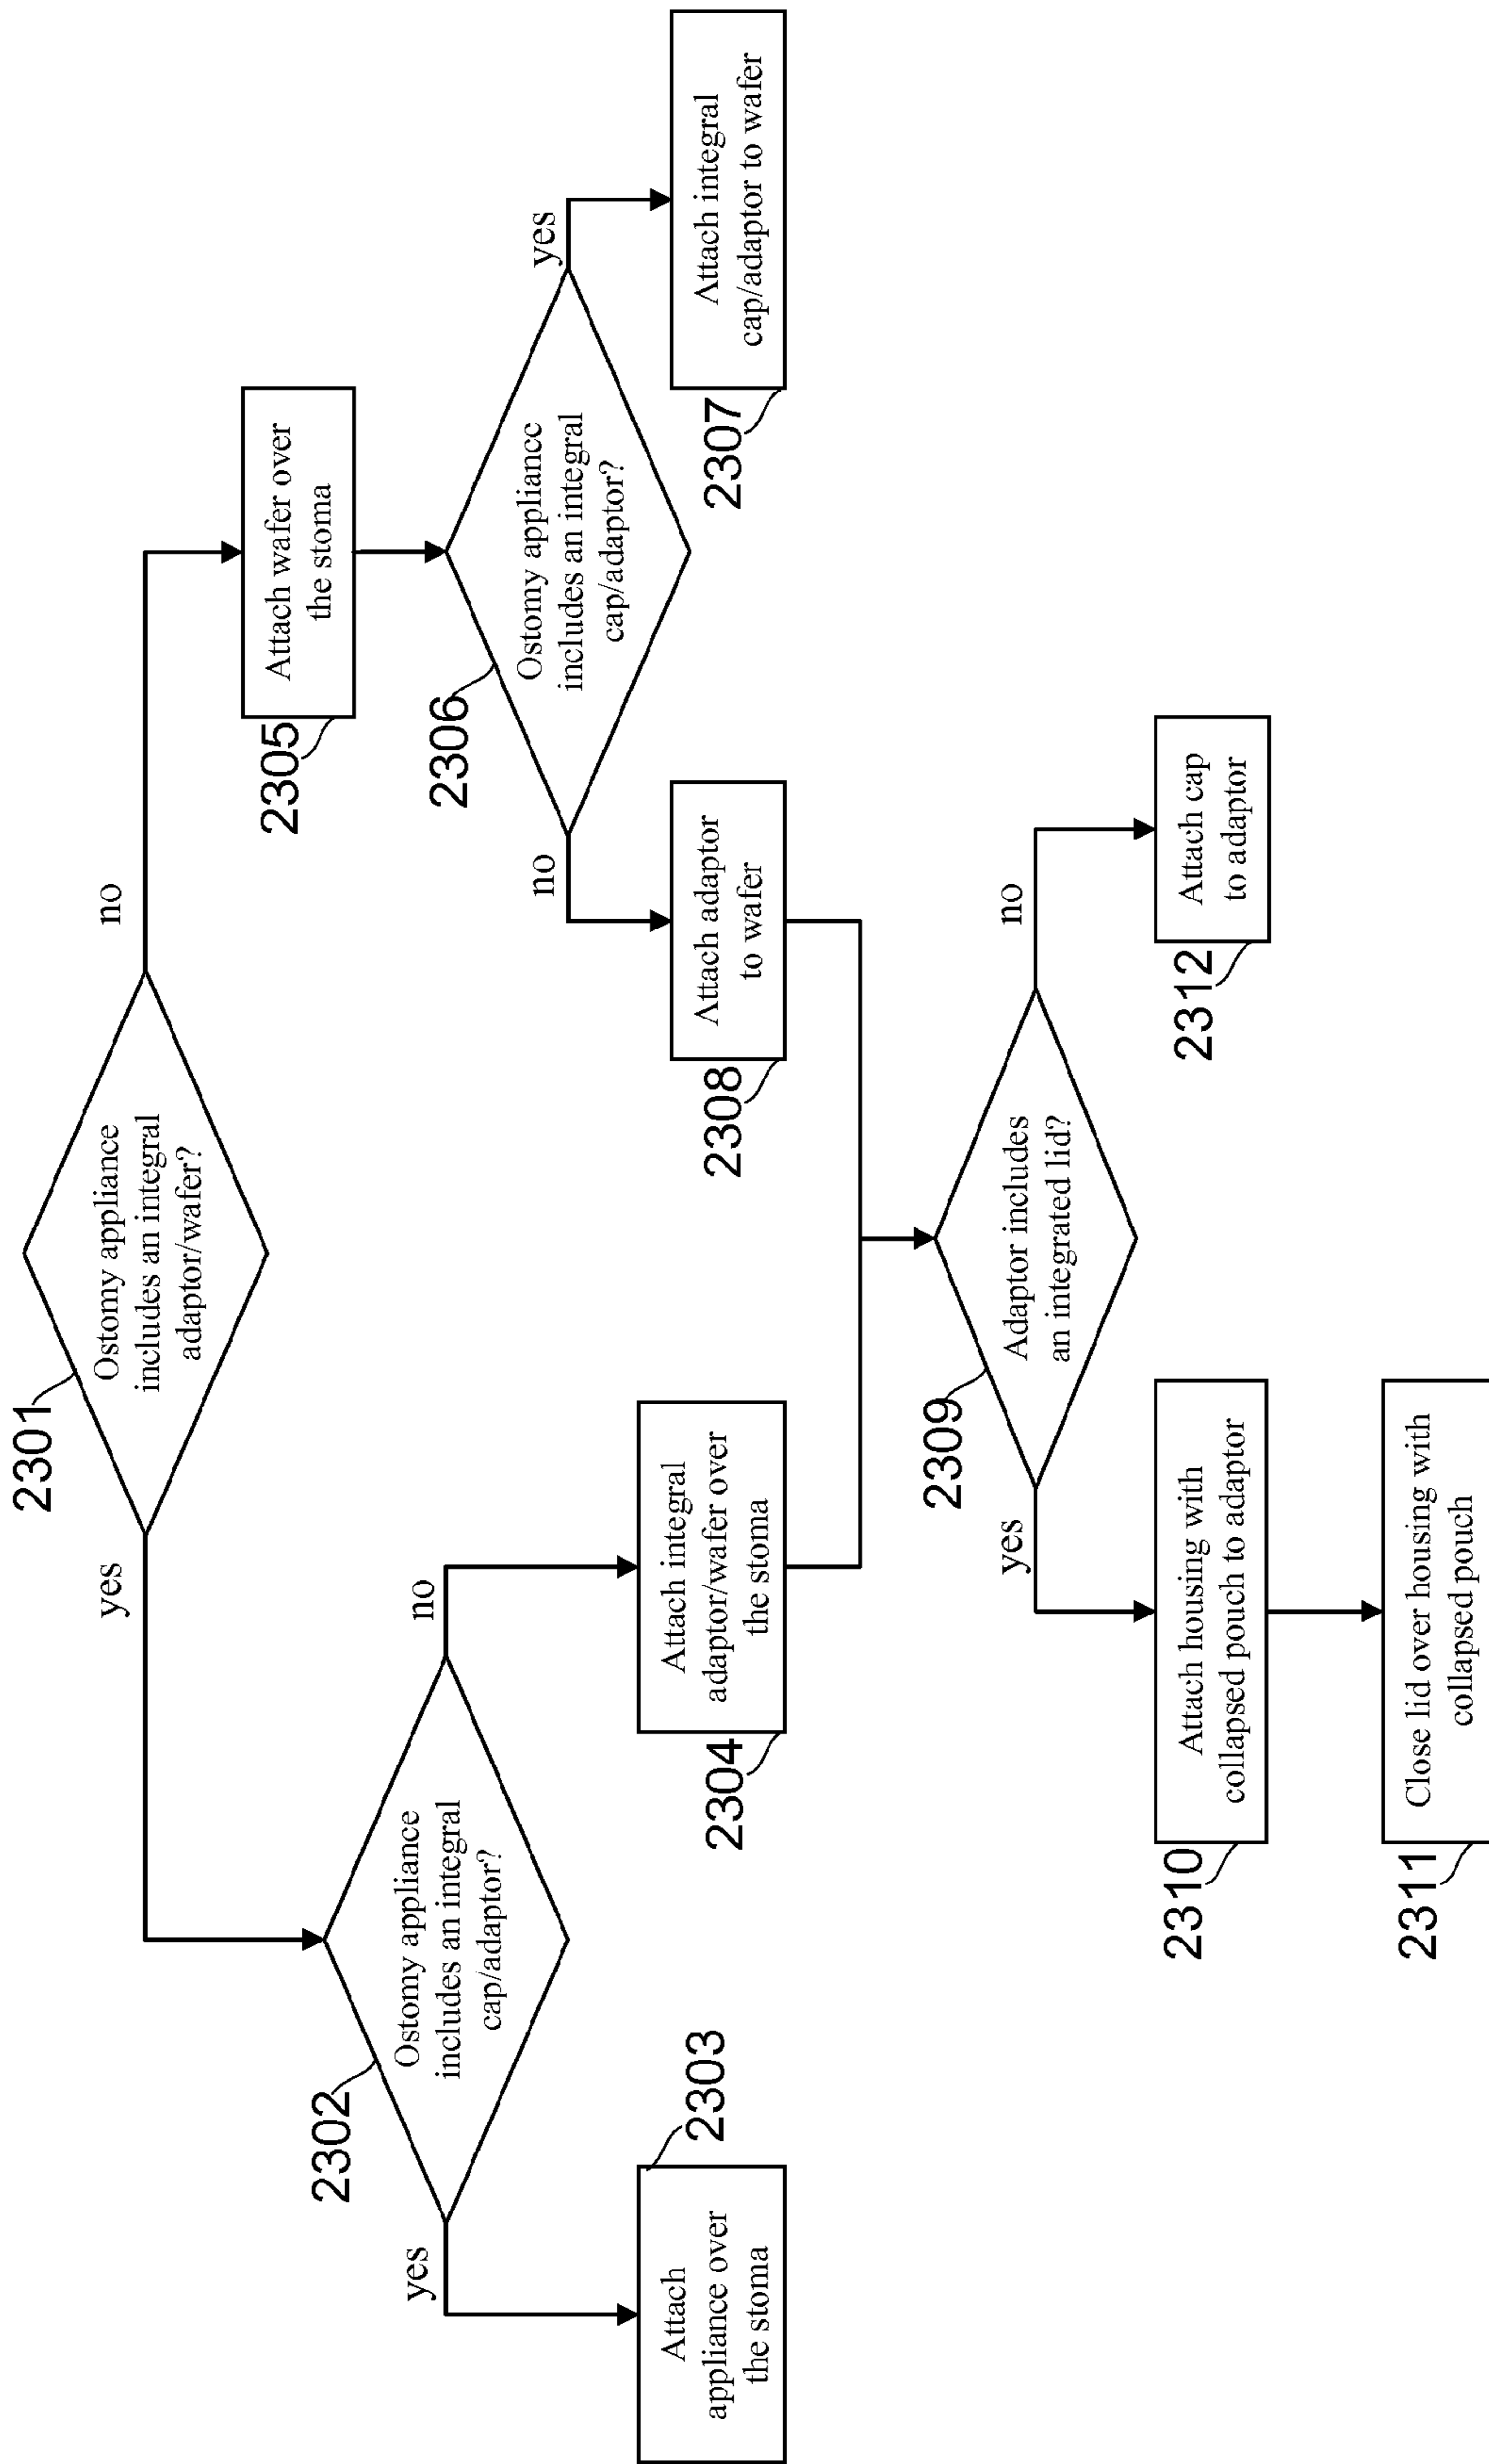 2301
Ostomy appliance
includes an integral
adaptor/wafer?
yes
no
2302
Ostomy appliance
includes an integral
cap/adaptor?
yes
no
2303
Attach
appliance over
the stoma
2304
Attach integral
adaptor/wafer over
the stoma
2305
Attach wafer over
the stoma
2306
Ostomy appliance
includes an integral
cap/adaptor?
no
yes
2308
Attach adaptor
to wafer
2307
Attach integral
cap/adaptor to wafer
2309
Adaptor includes
an integrated lid?
yes
no
2310
Attach housing with
collapsed pouch to adaptor
2312
Attach cap
to adaptor
2311
Close lid over housing with
collapsed pouch